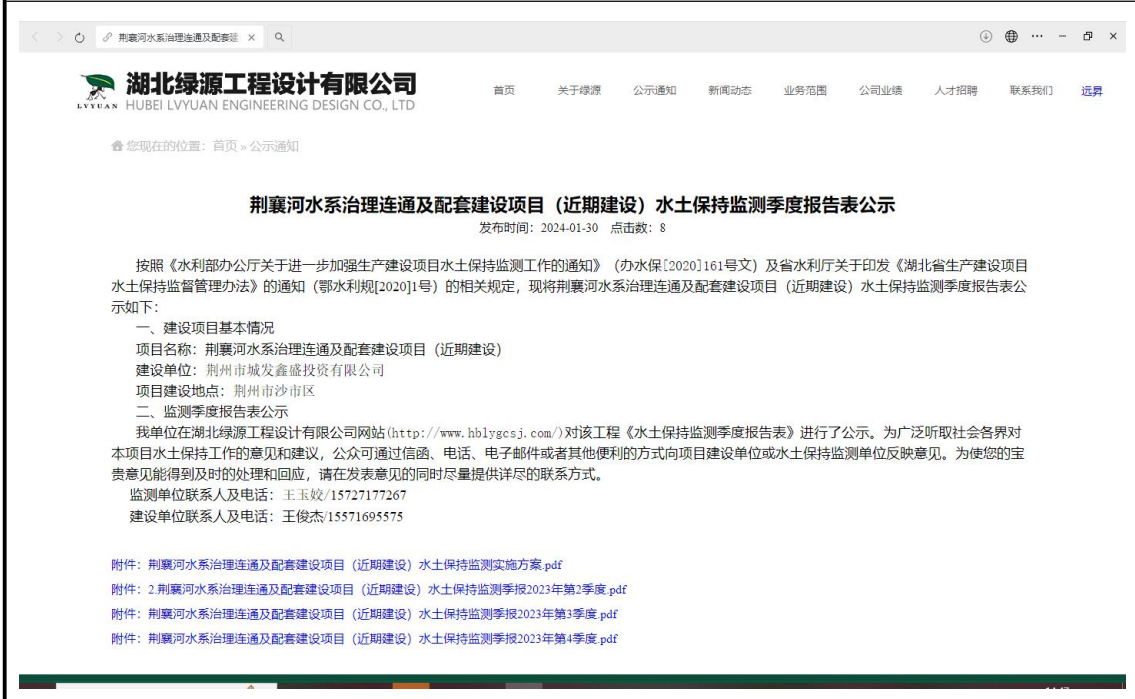 荆襄河水系治理连通及配套建
湖北绿源工程设计有限公司
LVYUAN HUBEI LVYUAN ENGINEERING DESIGN CO., LTD
首页 关于绿源 公示通知 新闻动态 业务范围 公司业绩 人才招聘 联系我们 远昇
您现在的位置：首页 » 公示通知
荆襄河水系治理连通及配套建设项目（近期建设）水土保持监测季度报告表公示
发布时间：2024-01-30 点击数：8
按照《水利部办公厅关于进一步加强生产建设项目水土保持监测工作的通知》（办水保[2020]161号文）及省水利厅关于印发《湖北省生产建设项目
水土保持监督管理办法》的通知（鄂水利规[2020]1号）的相关规定，现将荆襄河水系治理连通及配套建设项目（近期建设）水土保持监测季度报告表公
示如下：
一、建设项目基本情况
项目名称：荆襄河水系治理连通及配套建设项目（近期建设）
建设单位：荆州市城发鑫盛投资有限公司
项目建设地点：荆州市沙市区
二、监测季度报告表公示
我单位在湖北绿源工程设计有限公司网站(http://www.hblygcsj.com/)对该工程《水土保持监测季度报告表》进行了公示。为广泛听取社会各界对
本项目水土保持工作的意见和建议，公众可通过信函、电话、电子邮件或者其他便利的方式向项目建设单位或水土保持监测单位反映意见。为使您的宝
贵意见能得到及时的处理和回应，请在发表意见的同时尽量提供详尽的联系方式。
监测单位联系人及电话：王玉姣/15727177267
建设单位联系人及电话：王俊杰/15571695575
附件：荆襄河水系治理连通及配套建设项目（近期建设）水土保持监测实施方案.pdf
附件：2.荆襄河水系治理连通及配套建设项目（近期建设）水土保持监测季报2023年第2季度.pdf
附件：荆襄河水系治理连通及配套建设项目（近期建设）水土保持监测季报2023年第3季度.pdf
附件：荆襄河水系治理连通及配套建设项目（近期建设）水土保持监测季报2023年第4季度.pdf